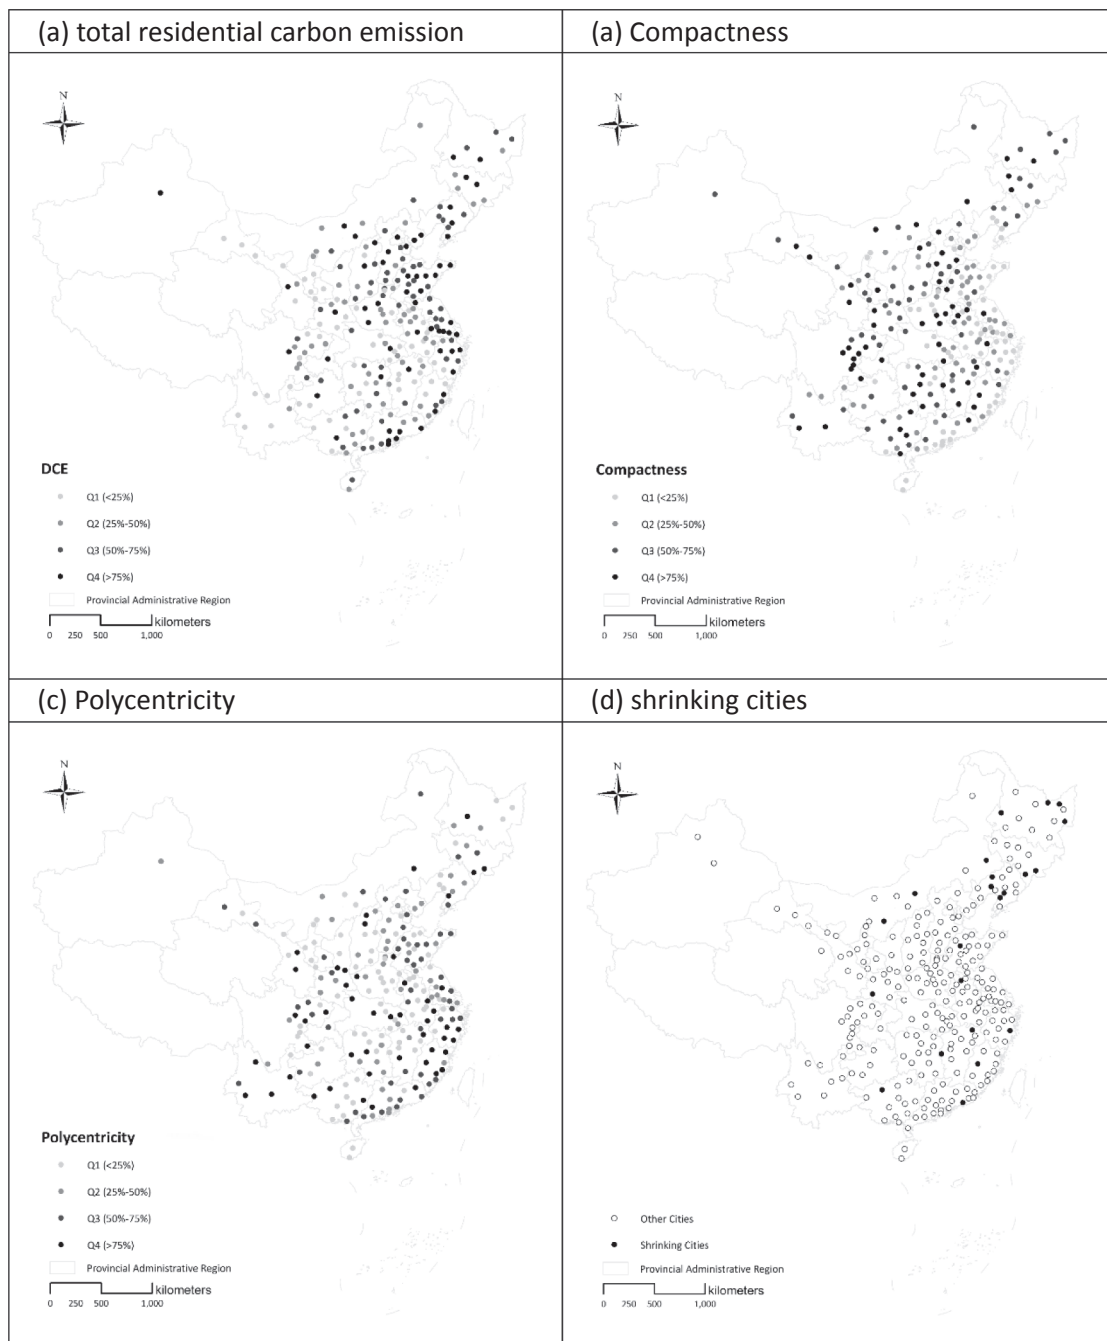 (a) total residential carbon emission
(a) Compactness
N
DCE
Q1 (<25%)
Q2 (25%-50%)
Q3 (50%-75%)
Q4 (>75%)
Provincial Administrative Region
kilometers
0 250 500 1,000
N
Compactness
Q1 (<25%)
Q2 (25%-50%)
Q3 (50%-75%)
Q4 (>75%)
Provincial Administrative Region
kilometers
0 250 500 1,000
(c) Polycentricity
(d) shrinking cities
N
Polycentricity
Q1 (<25%)
Q2 (25%-50%)
Q3 (50%-75%)
Q4 (>75%)
Provincial Administrative Region
kilometers
0 250 500 1,000
N
Other Cities
Shrinking Cities
Provincial Administrative Region
kilometers
0 750 500 1,000